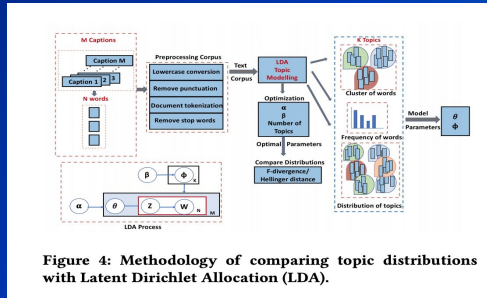 M Captions
Caption M
3
2
Caption 1
N words
Preprocessing Corpus
Lowercase conversion
Remove punctuation
Document tokenization
Remove stop words
Text
Corpus
LDA
Topic
Modelling
Optimization
α
β
Number of
Topics
Optimal Parameters
Compare Distributions
F-divergence/
Hellinger distance
K Topics
Cluster of words
Frequency of words
Distribution of topics
Model
Parameters
θ
Φ
β
Φ
K
α
θ
Z
W
N
M
LDA Process
Figure 4: Methodology of comparing topic distributions
with Latent Dirichlet Allocation (LDA).